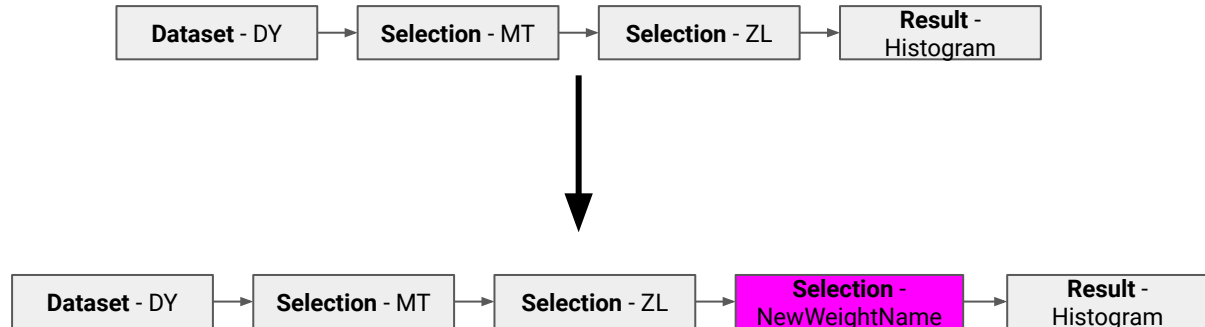 Dataset - DY
Selection - MT
Selection - ZL
Result -
Histogram
Dataset - DY
Selection - MT
Selection - ZL
Selection -
NewWeightName
Result -
Histogram